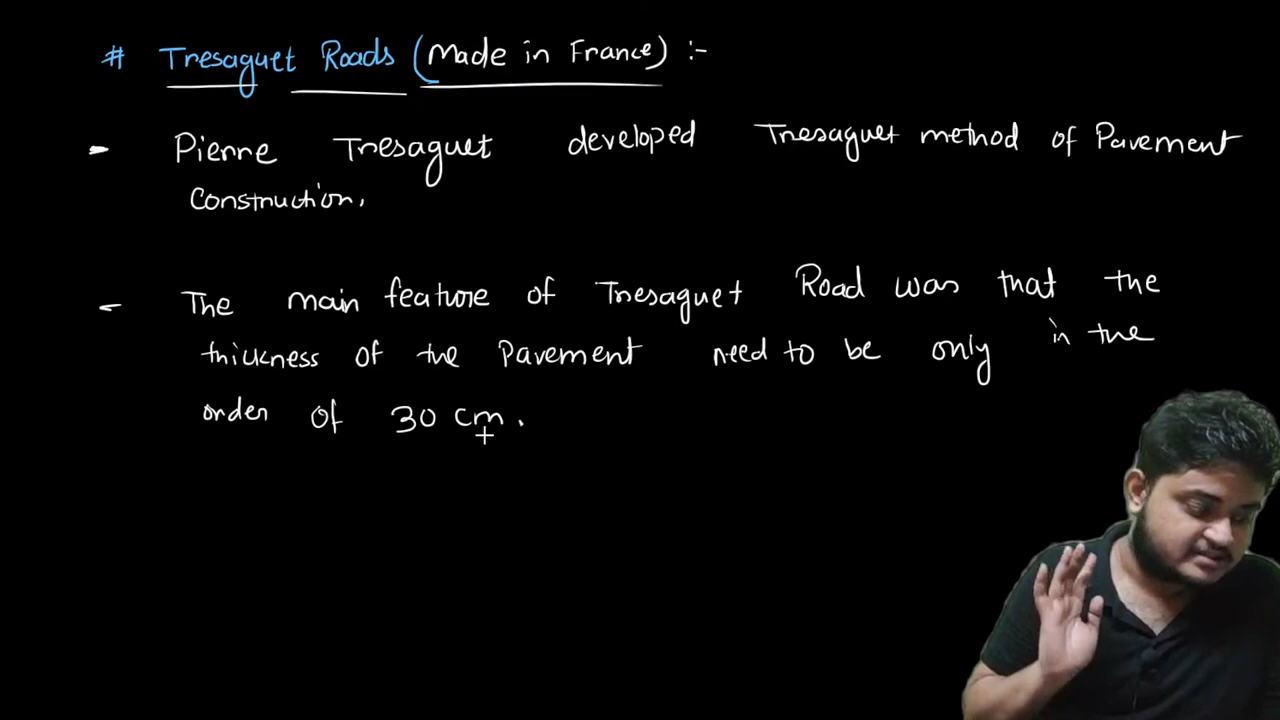 # Tresaguet Roads (Made in France) :-
- Pierre Tresaguet developed Tresaguet method of Pavement
Construction.
- The main feature of Tresaguet Road was that the
thickness of the Pavement need to be only in the
order of 30 cm.